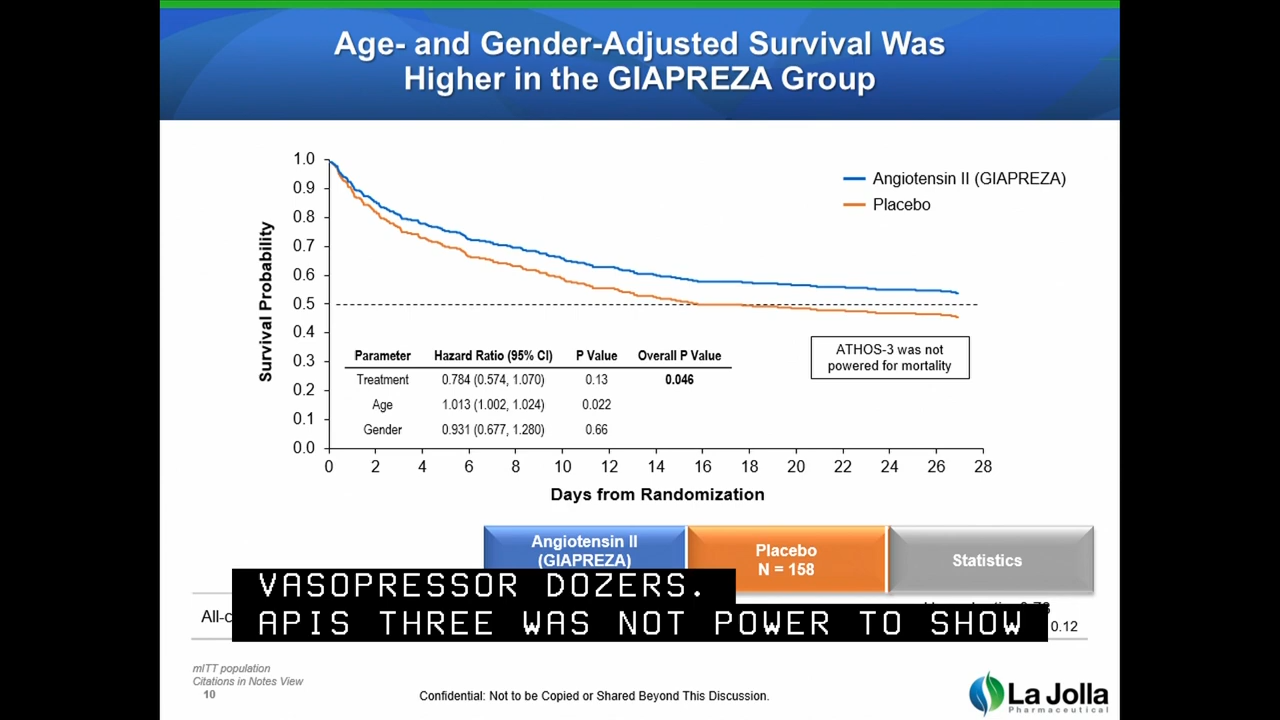 Age- and Gender-Adjusted Survival Was
Higher in the GIAPREZA Group
1.0
0.9
0.8
0.7
0.6
0.5
0.4
0.3
0.2
0.1
0.0
Survival Probability
Angiotensin II (GIAPREZA)
Placebo
ATHOS-3 was not
powered for mortality
Parameter Hazard Ratio (95% CI) P Value Overall P Value
Treatment 0.784 (0.574, 1.070) 0.13 0.046
Age 1.013 (1.002, 1.024) 0.022
Gender 0.931 (0.677, 1.280) 0.66
0 2 4 6 8 10 12 14 16 18 20 22 24 26 28
Days from Randomization
Angiotensin II
(GIAPREZA)
Placebo
N = 158
Statistics
VASOPRESSOR DOZERS.
APIS THREE WAS NOT POWER TO SHOW
All-c
0.12
mITT population
Citations in Notes View
10
Confidential: Not to be Copied or Shared Beyond This Discussion.
La Jolla
Pharmaceutical